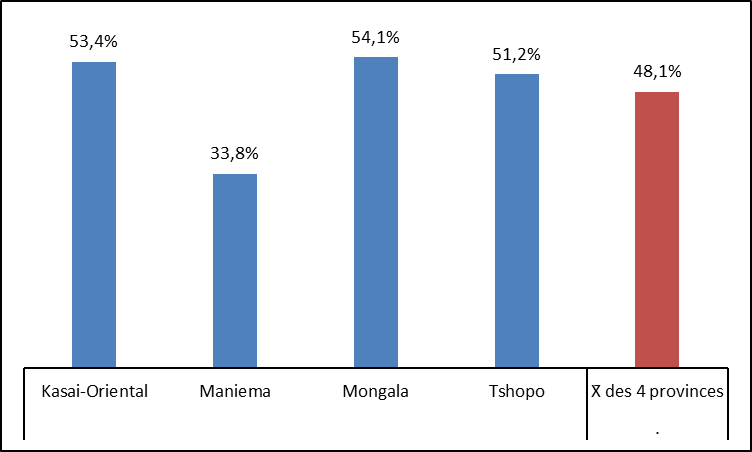 53,4%
33,8%
54,1%
51,2%
48,1%
Kasai-Oriental
Maniema
Mongala
Tshopo
X̄ des 4 provinces
.